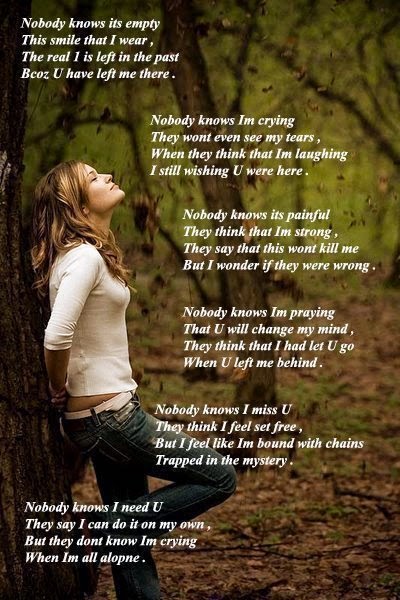 Nobody knows its empty
This smile that I wear ,
The real 1 is left in the past
Bcoz U have left me there .
Nobody knows Im crying
They wont even see my tears ,
When they think that Im laughing
I still wishing U were here .
Nobody knows its painful
They think that Im strong ,
They say that this wont kill me
But I wonder if they were wrong .
Nobody knows Im praying
That U will change my mind ,
They think that I had let U go
When U left me behind .
Nobody knows I miss U
They think I feel set free ,
But I feel like Im bound with chains
Trapped in the mystery .
Nobody knows I need U
They say I can do it on my own ,
But they dont know Im crying
When Im all alopne .